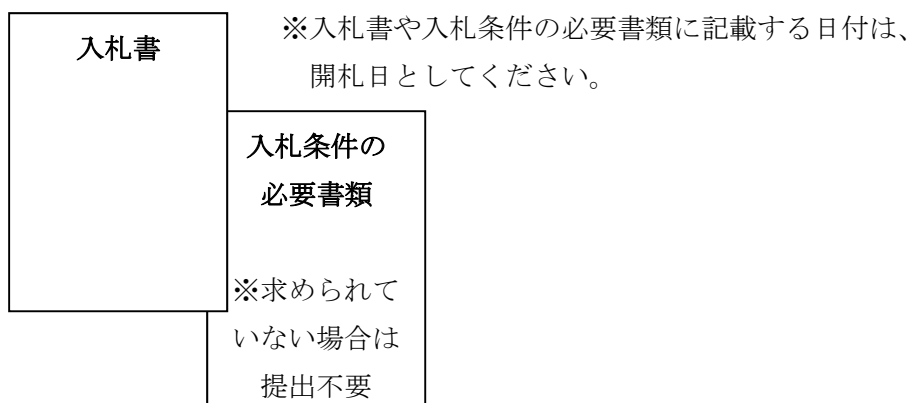 入札書
※入札書や入札条件の必要書類に記載する日付は、
開札日としてください。
入札条件の
必要書類
※求められて
いない場合は
提出不要